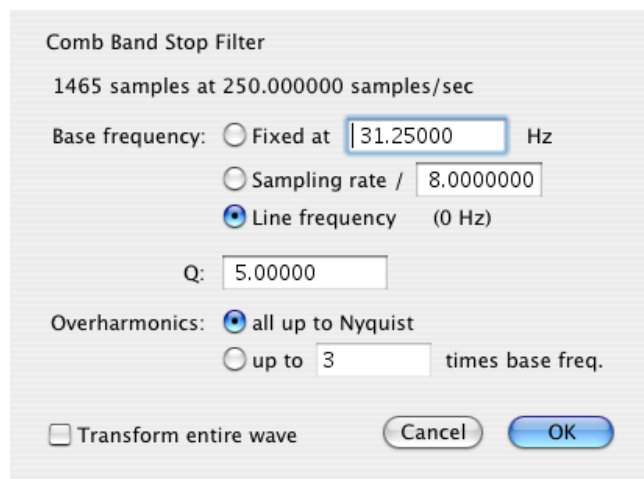 Comb Band Stop Filter
1465 samples at 250.000000 samples/sec
Base frequency: Fixed at 31.25000 Hz
Sampling rate / 8.0000000
Line frequency (0 Hz)
Q: 5.00000
Overharmonics: all up to Nyquist
up to 3 times base freq.
Transform entire wave Cancel OK